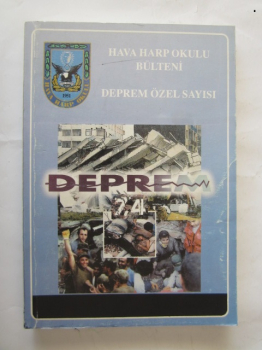 HAVA HARP OKULU
BÜLTENİ
DEPREM ÖZEL SAYISI
DEPREM